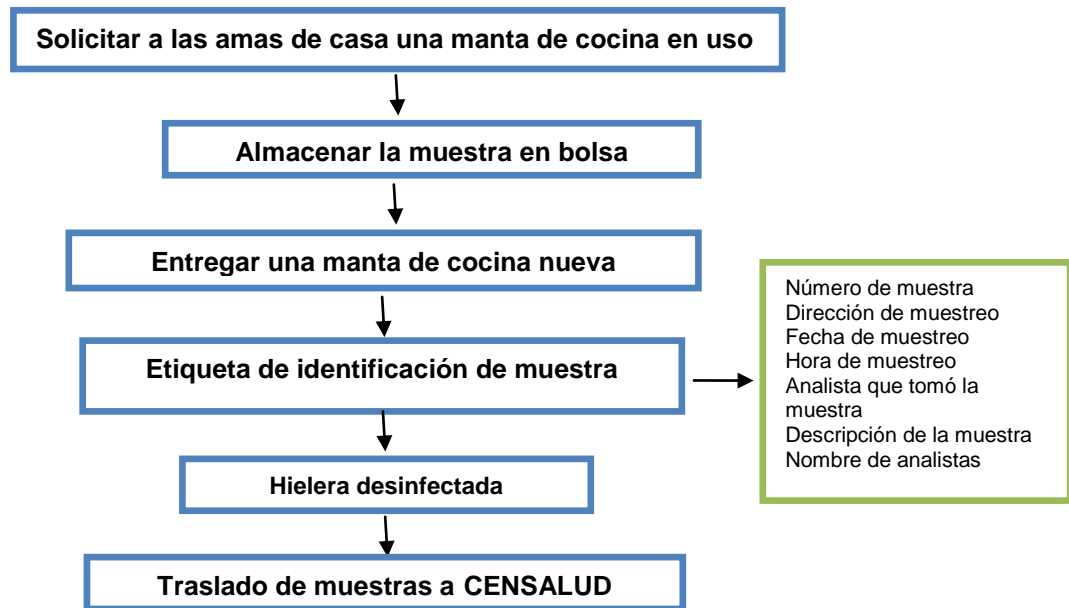 Solicitar a las amas de casa una manta de cocina en uso
Almacenar la muestra en bolsa
Entregar una manta de cocina nueva
Etiqueta de identificación de muestra
Número de muestra
Dirección de muestreo
Fecha de muestreo
Hora de muestreo
Analista que tomó la
muestra
Descripción de la muestra
Nombre de analistas
Hielera desinfectada
Traslado de muestras a CENSALUD